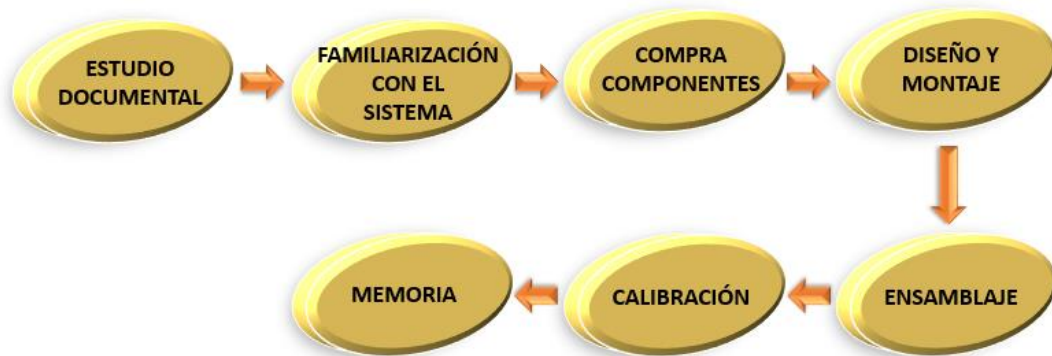 ESTUDIO
DOCUMENTAL
FAMILIARIZACIÓN
CON EL
SISTEMA
COMPRA
COMPONENTES
DISEÑO Y
MONTAJE
ENSAMBLAJE
CALIBRACIÓN
MEMORIA